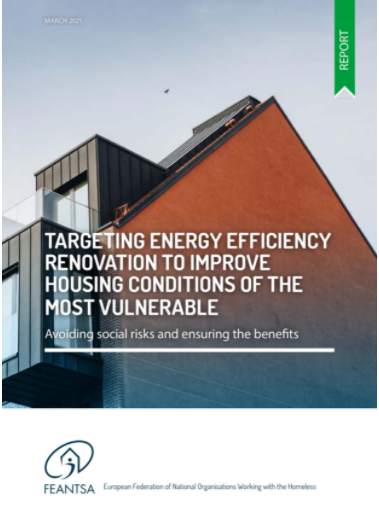 MARCH 2021
REPORT
TARGETING ENERGY EFFICIENCY
RENOVATION TO IMPROVE
HOUSING CONDITIONS OF THE
MOST VULNERABLE
Avoiding social risks and ensuring the benefits
FEANTSA
European Federation of National Organisations Working with the Homeless